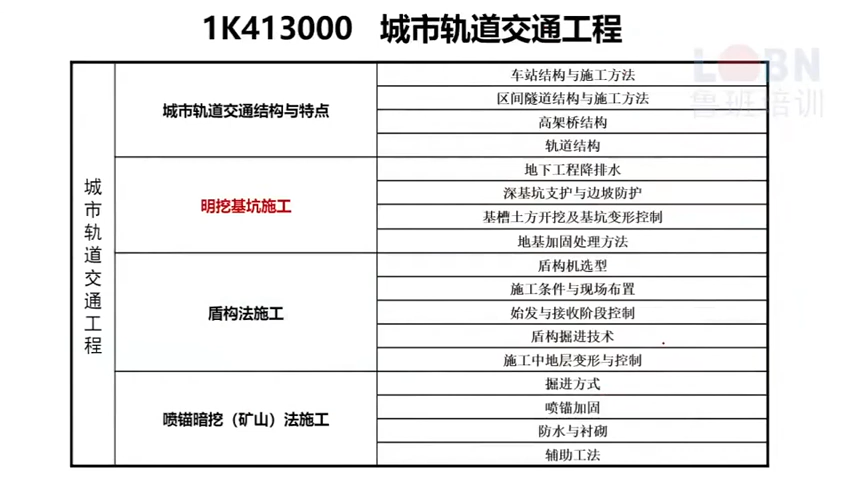 1K413000 城市轨道交通工程
LOBN
鲁班培训
城市轨道交通工程
城市轨道交通结构与特点
车站结构与施工方法
区间隧道结构与施工方法
高架桥结构
轨道结构
明挖基坑施工
地下工程降排水
深基坑支护与边坡防护
基槽土方开挖及基坑变形控制
地基加固处理方法
盾构法施工
盾构机选型
施工条件与现场布置
始发与接收阶段控制
盾构掘进技术
施工中地层变形与控制
喷锚暗挖（矿山）法施工
掘进方式
喷锚加固
防水与衬砌
辅助工法